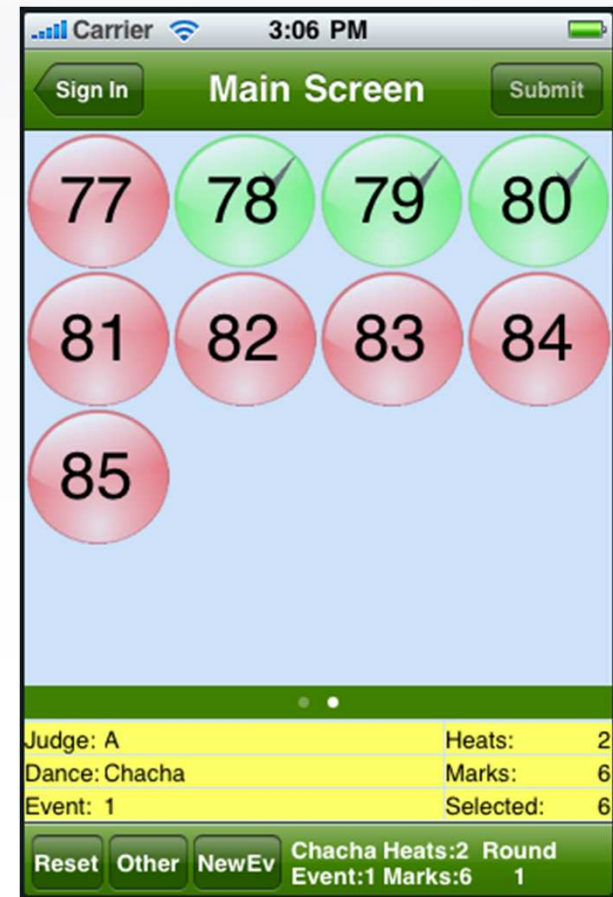 Carrier 3:06 PM
Sign In Main Screen Submit
77 78 79 80
81 82 83 84
85
Judge: A Heats: 2
Dance: Chacha Marks: 6
Event: 1 Selected: 6
Reset Other NewEv Chacha Heats:2 Round
Event:1 Marks:6 1